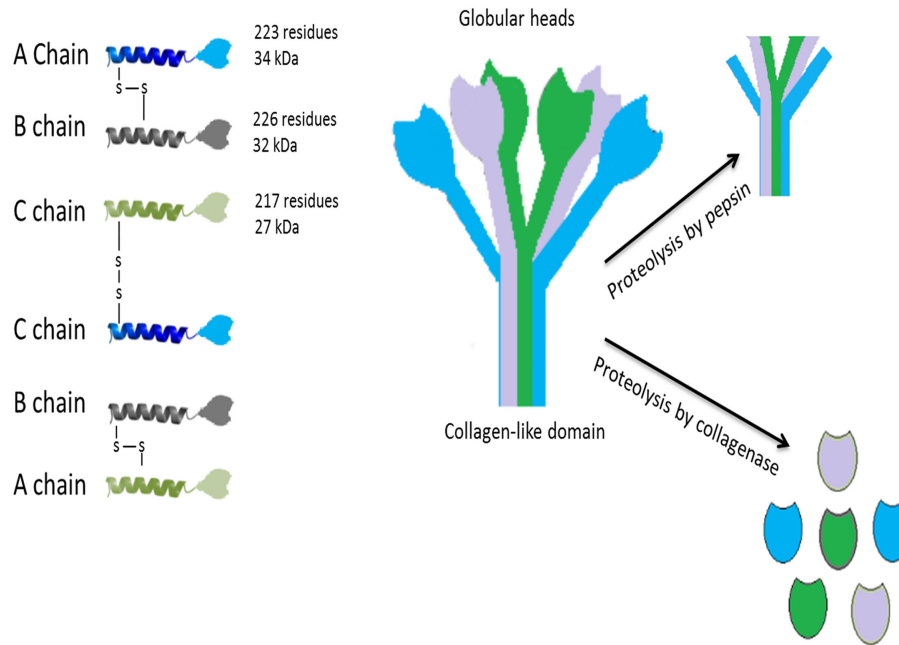 A Chain
223 residues
34 kDa
S – S
B chain
226 residues
32 kDa
C chain
217 residues
27 kDa
S
S
C chain
B chain
S – S
A chain
Globular heads
Collagen-like domain
Proteolysis by pepsin
Proteolysis by collagenase